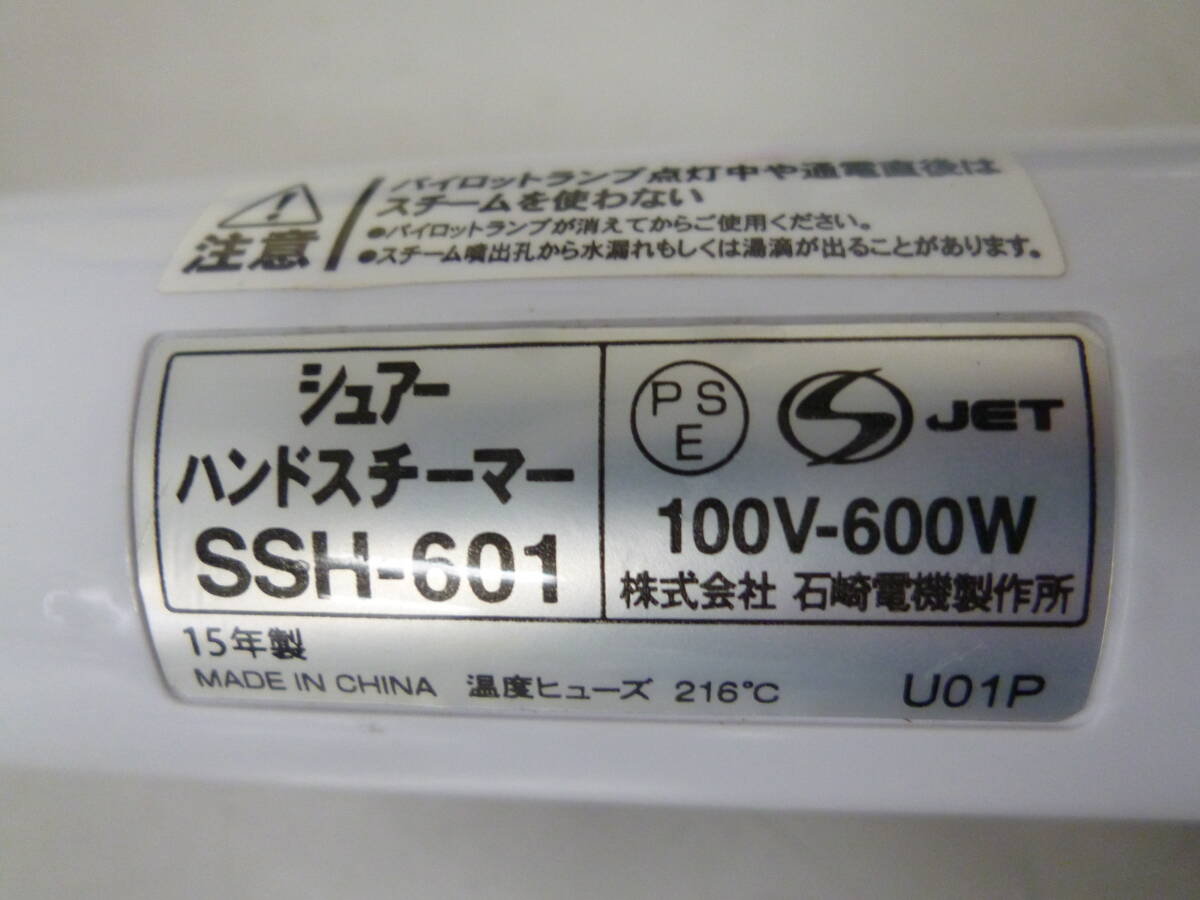 注意
パイロットランプ点灯中や通電直後は
スチームを使わない
●パイロットランプが消えてからご使用ください。
●スチーム噴出孔から水漏れもしくは湯滴が出ることがあります。
シュアー
ハンドスチーマー
SSH-601
PSE
JET
100V-600W
株式会社 石崎電機製作所
15年製
MADE IN CHINA 温度ヒューズ 216℃
U01P